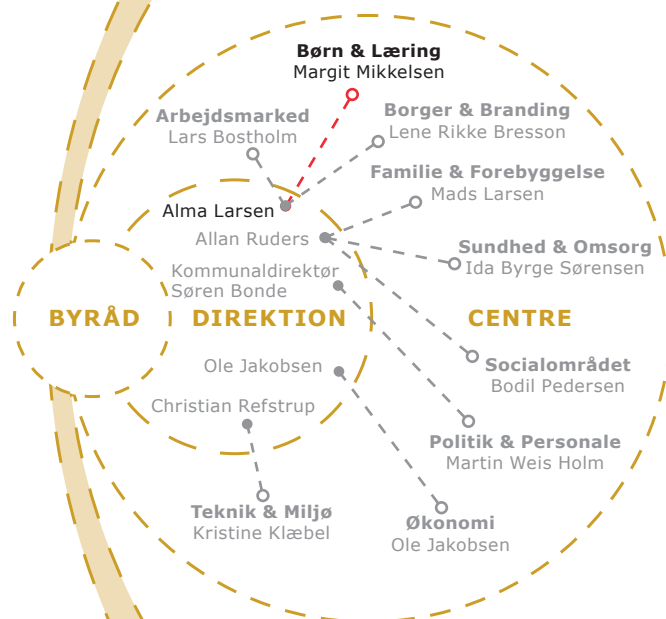 Børn & Læring
Margit Mikkelsen
Arbejdsmarked
Lars Bostholm
Borger & Branding
Lene Rikke Bresson
Familie & Forebyggelse
Mads Larsen
Alma Larsen
Allan Ruders
Sundhed & Omsorg
Ida Byrge Sørensen
Kommunaldirektør
Søren Bonde
BYRÅD
DIREKTION
CENTRE
Ole Jakobsen
Socialområdet
Bodil Pedersen
Christian Refstrup
Politik & Personale
Martin Weis Holm
Teknik & Miljø
Kristine Klæbel
Økonomi
Ole Jakobsen